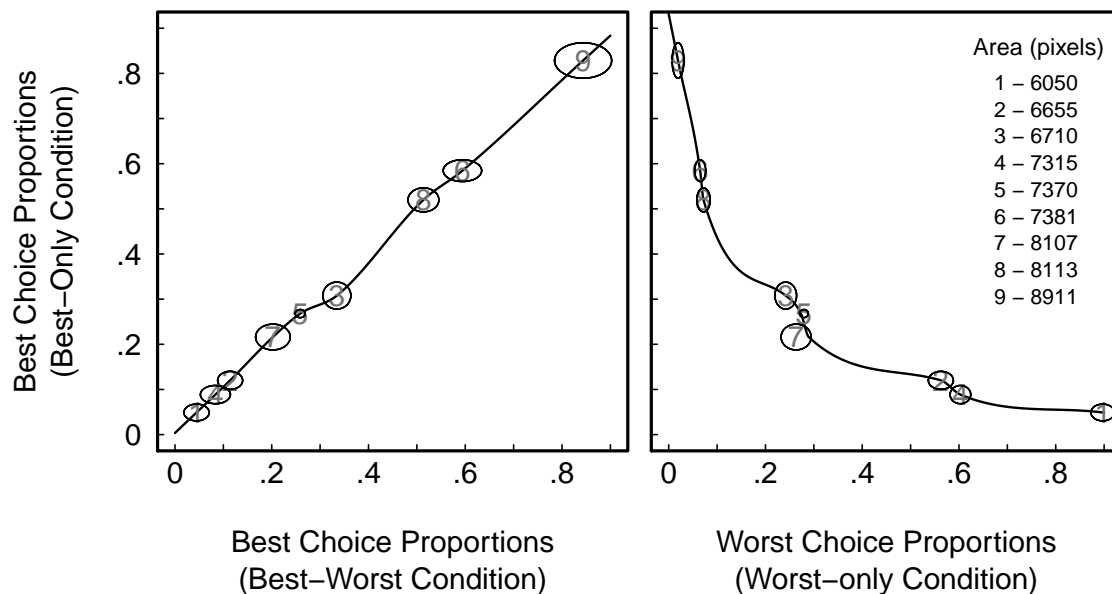 Best Choice Proportions
(Best−Only Condition)
.8
.6
.4
.2
0
9
6
8
3
5
7
2
4
1
0
.2
.4
.6
.8
Best Choice Proportions
(Best−Worst Condition)
Area (pixels)
1 − 6050
2 − 6655
3 − 6710
4 − 7315
5 − 7370
6 − 7381
7 − 8107
8 − 8113
9 − 8911
9
6
8
3
5
7
2
4
1
0
.2
.4
.6
.8
Worst Choice Proportions
(Worst−only Condition)